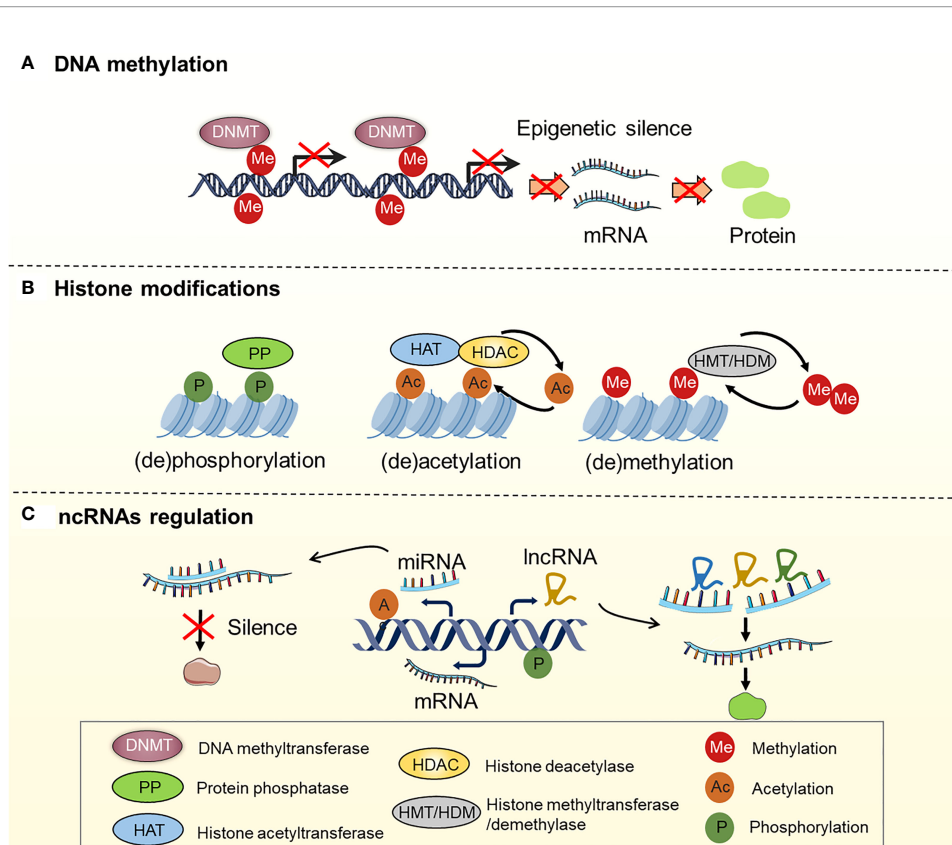 A DNA methylation
DNMT
DNMT
Epigenetic silence
Me
Me
Me
Me
mRNA
Protein
B Histone modifications
PP
HAT
HDAC
HMT/HDM
P
P
Ac
Ac
Ac
Me
Me
Me
Me
(de)phosphorylation
(de)acetylation
(de)methylation
C ncRNAs regulation
miRNA
lncRNA
A
Silence
P
mRNA
DNMT DNA methyltransferase
PP Protein phosphatase
HAT Histone acetyltransferase
HDAC Histone deacetylase
HMT/HDM Histone methyltransferase
/demethylase
Me Methylation
Ac Acetylation
P Phosphorylation